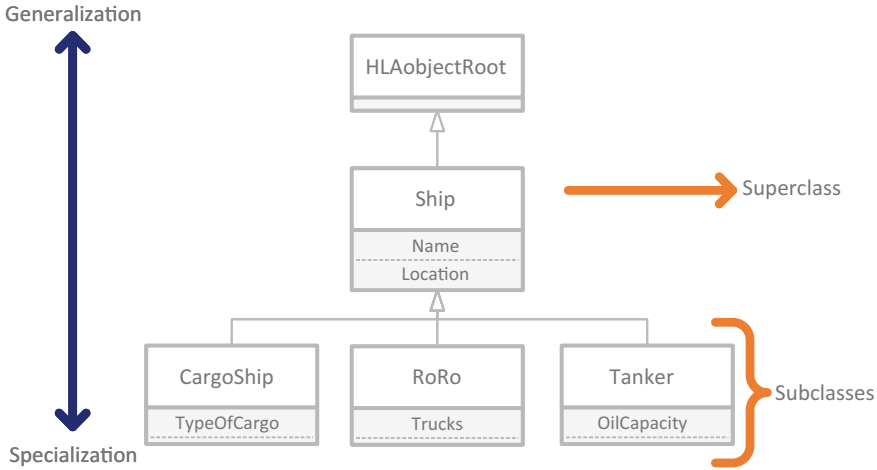 Generalization
HLAobjectRoot
Ship
Superclass
Name
Location
CargoShip
RoRo
Tanker
Subclasses
TypeOfCargo
Trucks
OilCapacity
Specialization